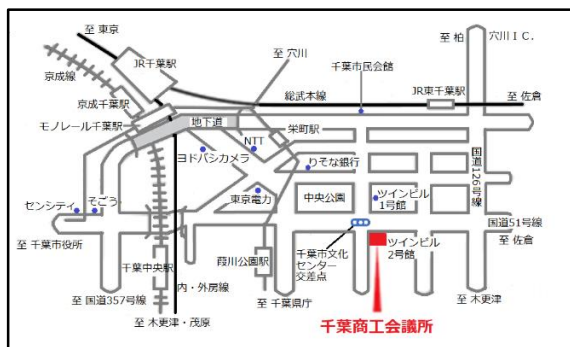 至 東京
至 柏
穴川ＩＣ.
JR千葉駅
至 穴川
京成線
千葉市民会館
総武本線
JR東千葉駅
至 佐倉
京成千葉駅
モノレール千葉駅
地下道
NTT
栄町駅
ヨドバシカメラ
りそな銀行
国道126号線
東京電力
中央公園
ツインビル
1号館
センシティ
そごう
国道51号線
至 佐倉
至 千葉市役所
千葉中央駅
葭川公園駅
千葉市文化
センター
交差点
ツインビル
2号館
内・外房線
至 国道357号線
至 千葉県庁
至 木更津
至 木更津・茂原
千葉商工会議所